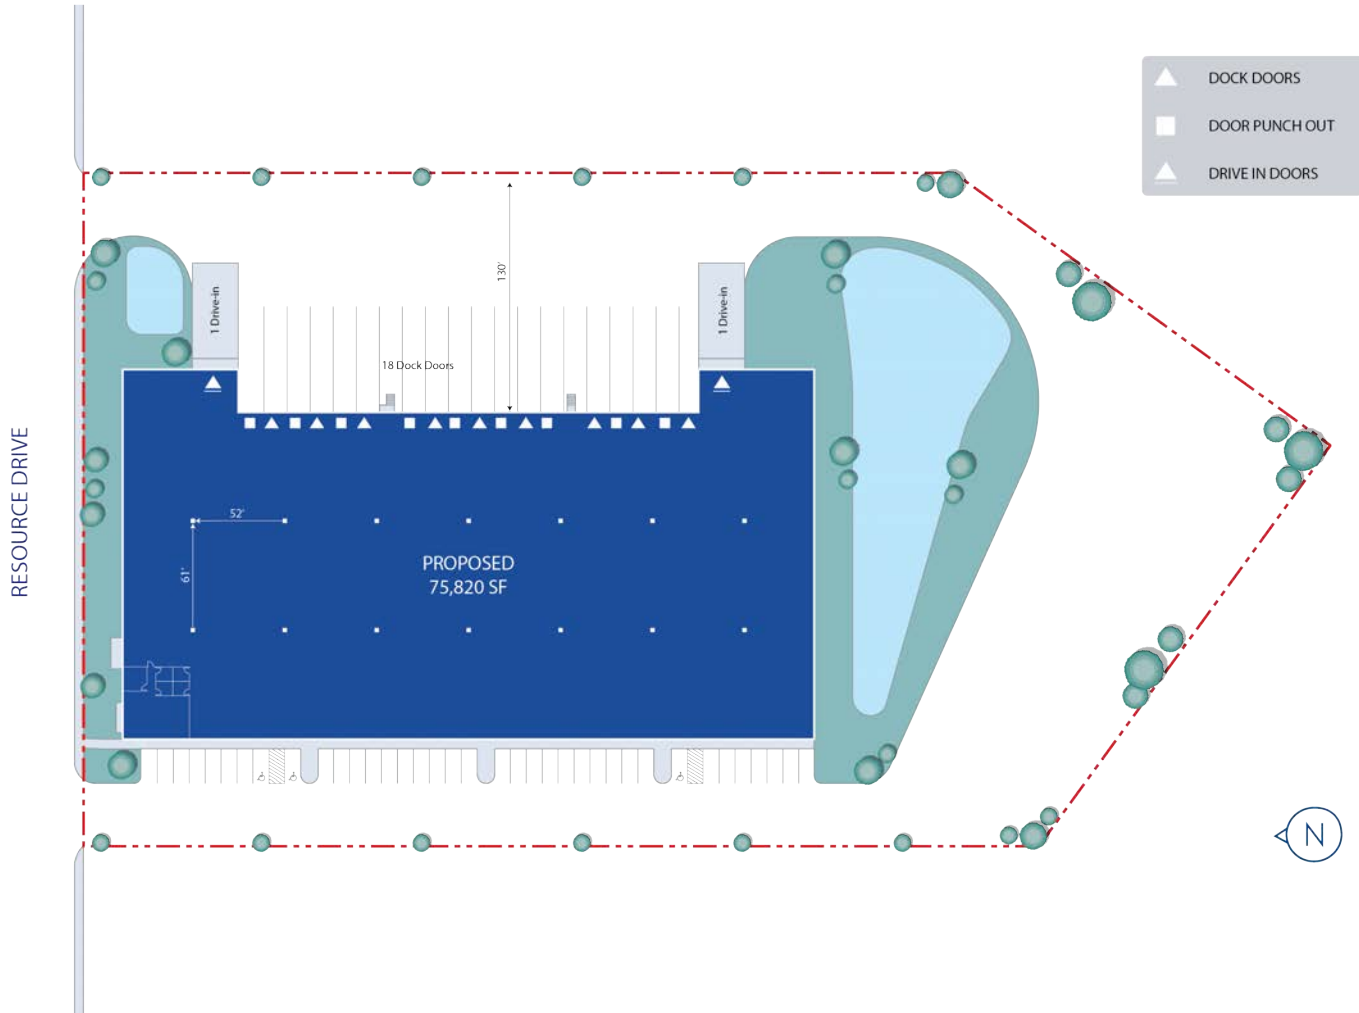 DOCK DOORS
DOOR PUNCH OUT
DRIVE IN DOORS
130'
1 Drive-in
1 Drive-in
18 Dock Doors
RESOURCE DRIVE
52'
61'
PROPOSED
75,820 SF
N